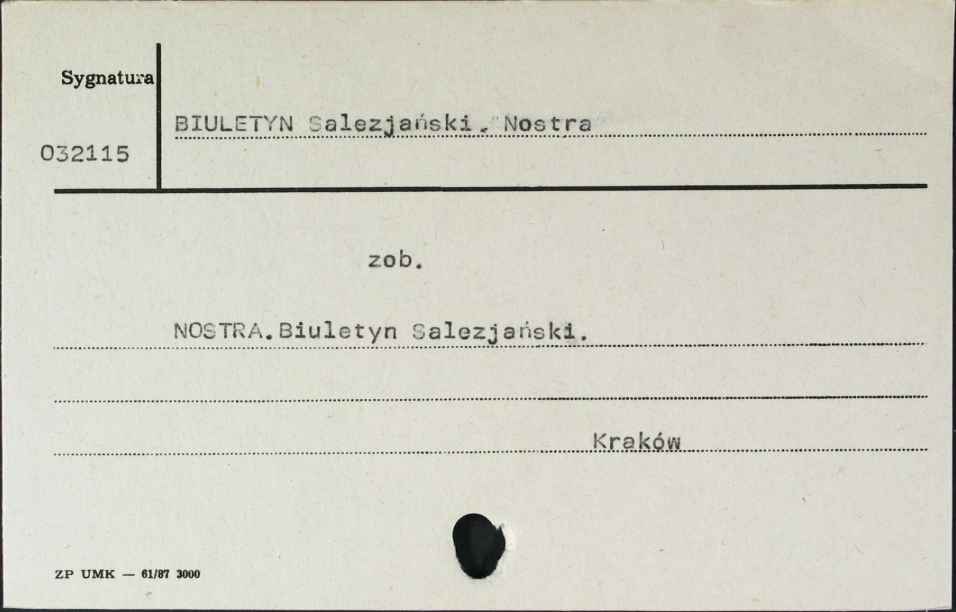 Sygnatura
BIULETYN Salezjański. Nostra
032115
zob.
NOSTRA.Biuletyn Salezjański.
Kraków
ZP UMK — 61/87 3000